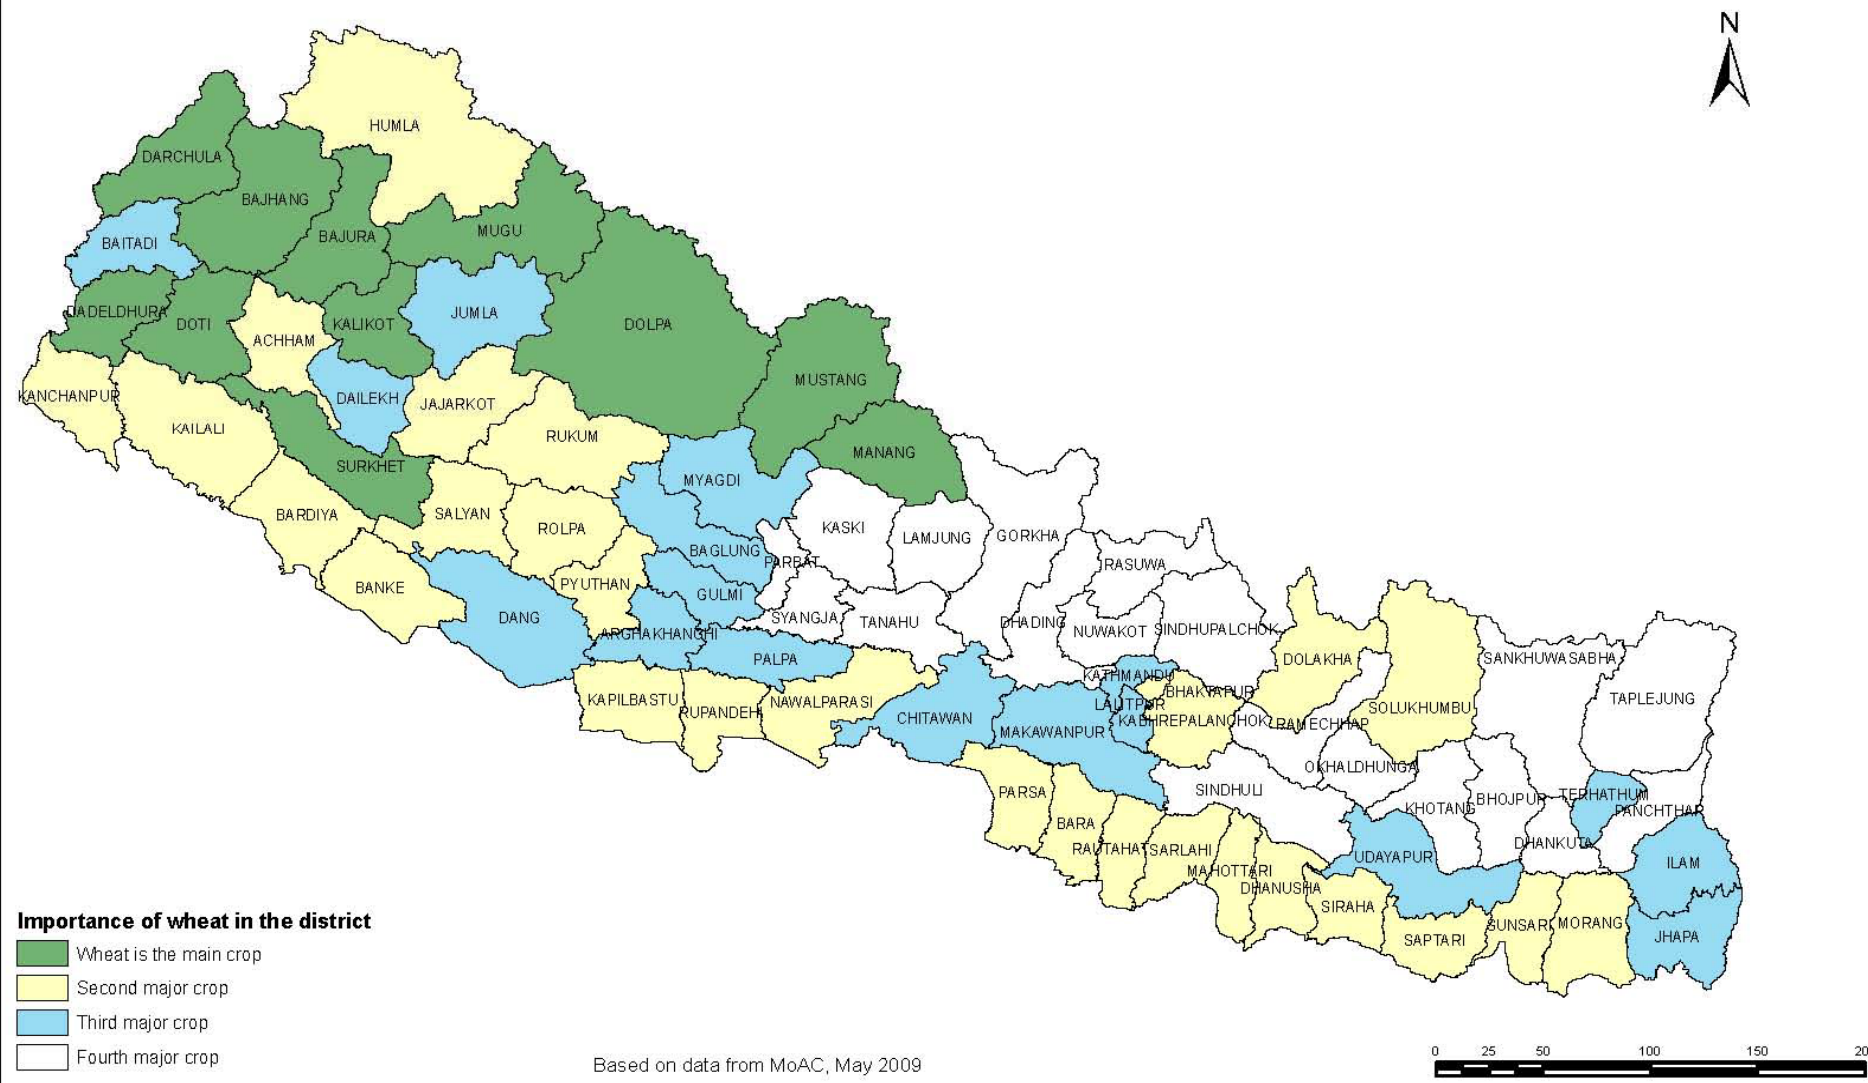 N
HUMLA
DARCHULA
BAJHANG
BAJURA
MUGU
BAITADI
DADELDHURA
DOTI
KALIKOT
JUMLA
DOLPA
ACHHAM
MUSTANG
KANCHANPUR
DAILEKH
JAJARKOT
KAILALI
RUKUM
MANANG
SURKHET
MYAGDI
BARDIYA
SALYAN
ROLPA
KASKI
LAMJUNG
GORKHA
BAGLUNG
PARBAT
RASUWA
BANKE
PYUTHAN
GULMI
DANG
SYANGJA
TANAHU
DHADING
NUWAKOT
SINDHUPALCHOK
ARGHAKHANCHI
PALPA
DOLAKHA
SANKHUWASABHA
KATHMANDU
BHAKTAPUR
TAPLEJUNG
KAPILBASTU
RUPANDEHI
NAWALPARASI
LALITPUR
SOLUKHUMBU
CHITAWAN
MAKAWANPUR
KABHREPALANCHOK
RAMECHHAP
OKHALDHUNGA
PARSA
SINDHULI
KHOTANG
BHOJPUR
TERHATHUM
PANCHTHAR
BARA
RAUTAHAT
SARLAHI
DHANKUTA
UDAYAPUR
ILAM
MAHOTTARI
DHANUSHA
SIRAHA
SAPTARI
SUNSARI
MORANG
JHAPA
Importance of wheat in the district
Wheat is the main crop
Second major crop
Third major crop
Fourth major crop
Based on data from MoAC, May 2009
0 25 50 100 150